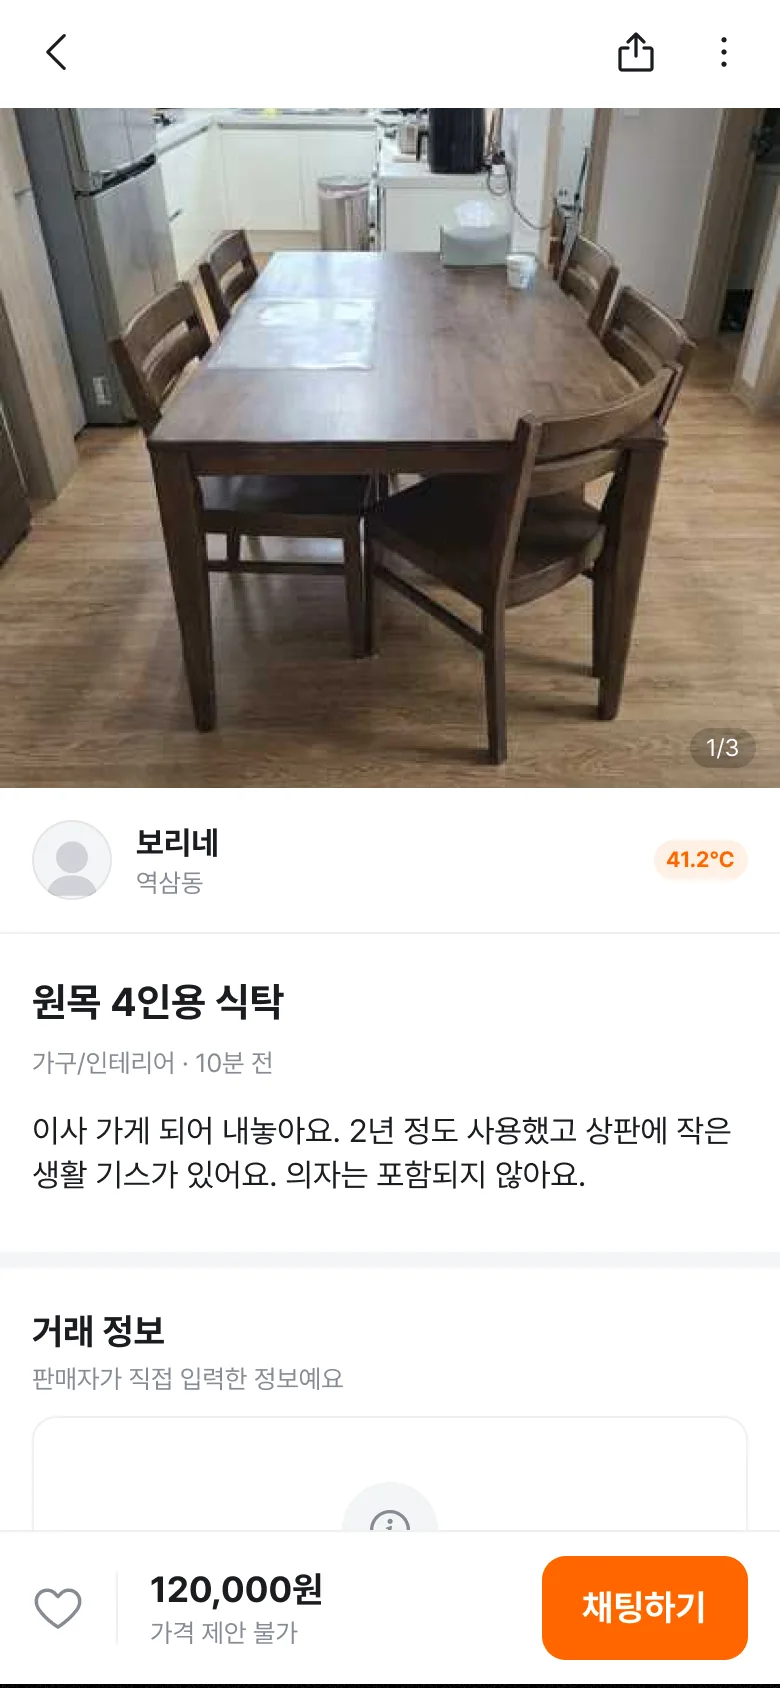 1/3
보리네
역삼동
41.2°C
원목 4인용 식탁
가구/인테리어 · 10분 전
이사 가게 되어 내놓아요. 2년 정도 사용했고 상판에 작은
생활 기스가 있어요. 의자는 포함되지 않아요.
거래 정보
판매자가 직접 입력한 정보예요
120,000원
가격 제안 불가
채팅하기